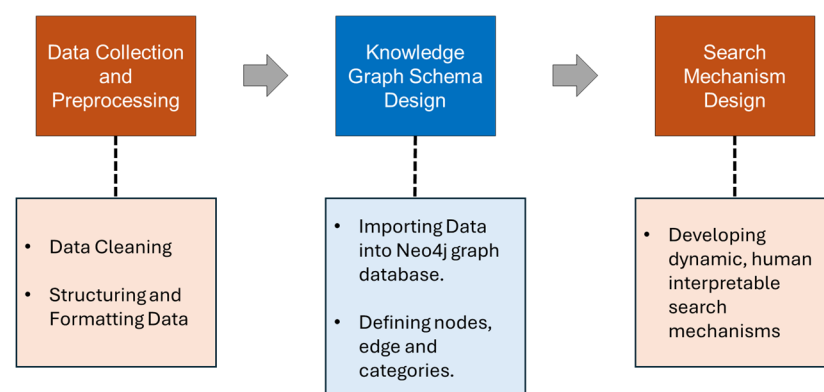 Data Collection
and
Preprocessing
Knowledge
Graph Schema
Design
Search
Mechanism
Design
• Data Cleaning
• Structuring and
Formatting Data
• Importing Data
into Neo4j graph
database.
• Defining nodes,
edge and
categories.
• Developing
dynamic, human
interpretable
search
mechanisms